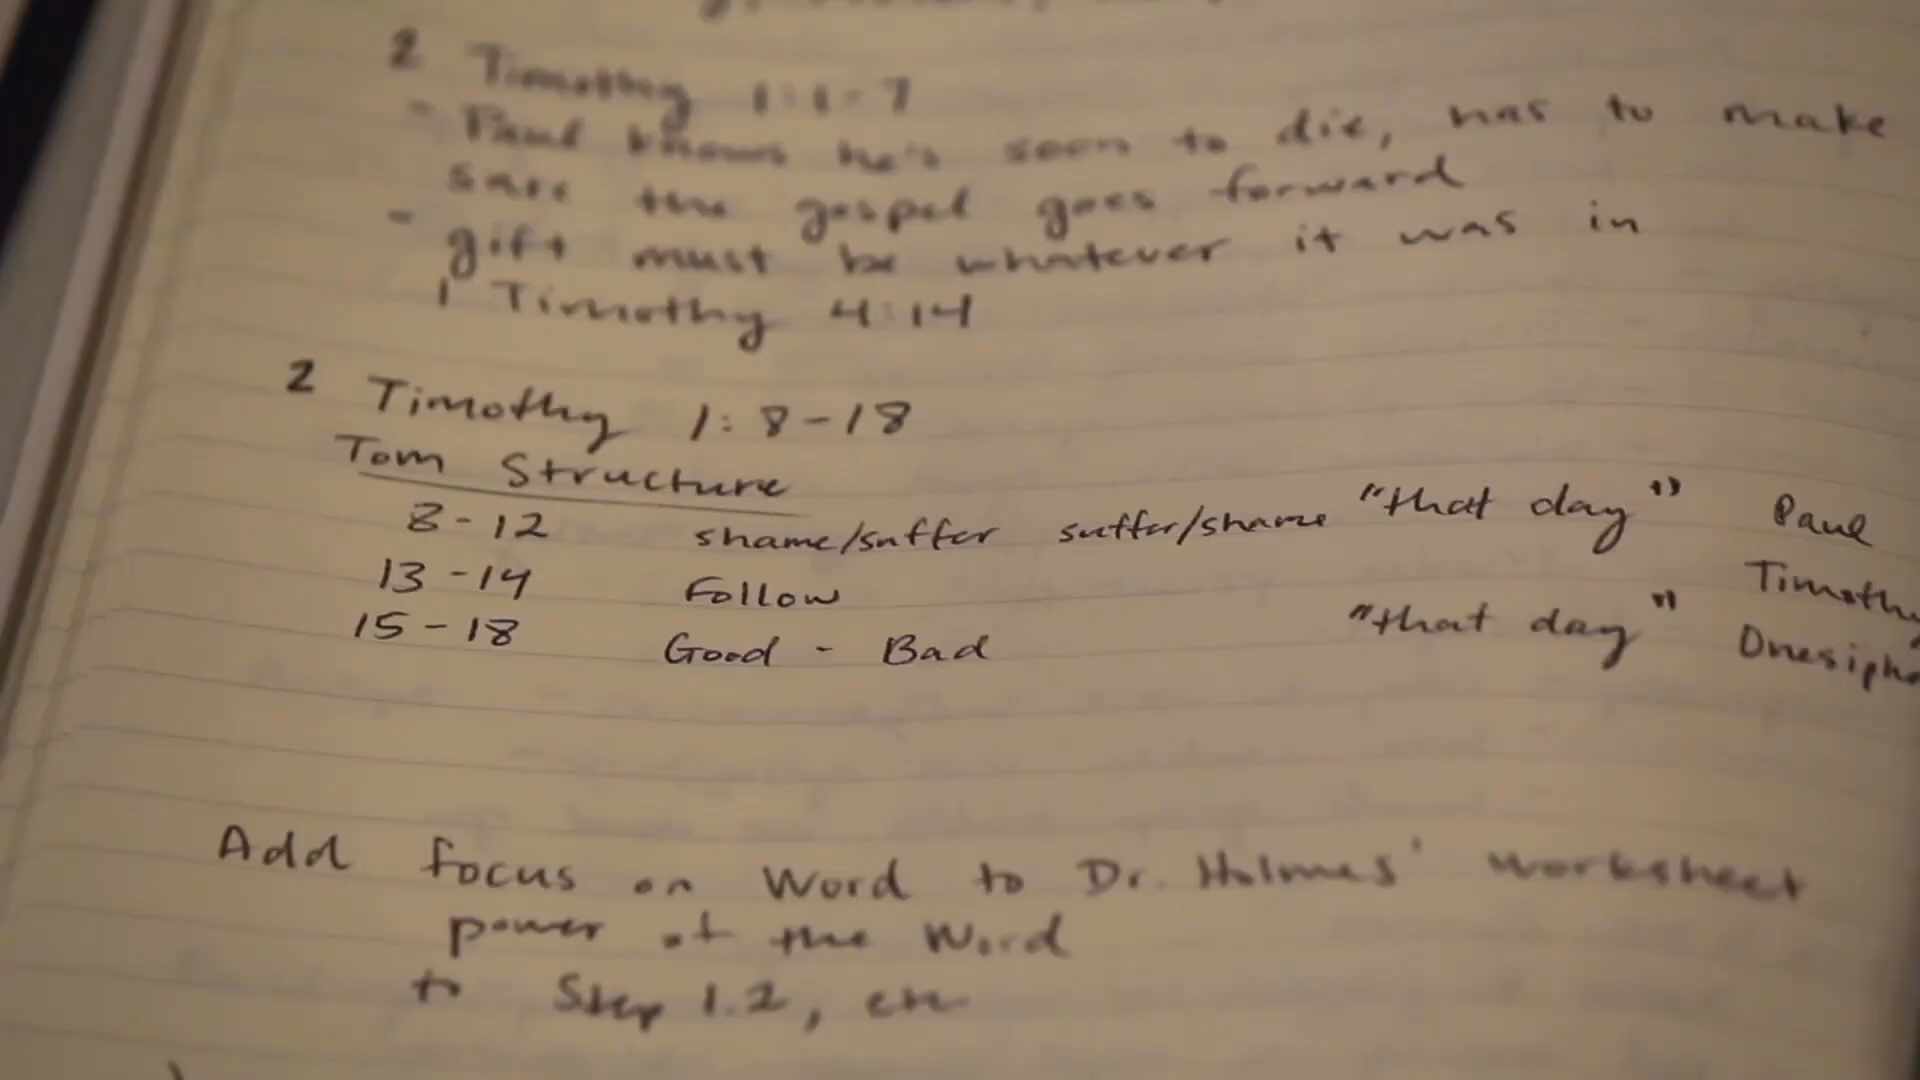 2 Timothy 1:1-7
- Paul knows he's soon to die, has to make
sure the gospel goes forward
- gift must be whatever it was in
1 Timothy 4:14
2 Timothy 1:8-18
Tom Structure
8-12 shame/suffer suffer/shame "that day" Paul
13-14 Follow Timothy
15-18 Good - Bad "that day" Onesipho
Add focus on Word to Dr. Holmes' worksheet
power of the Word
to Step 1.2, etc